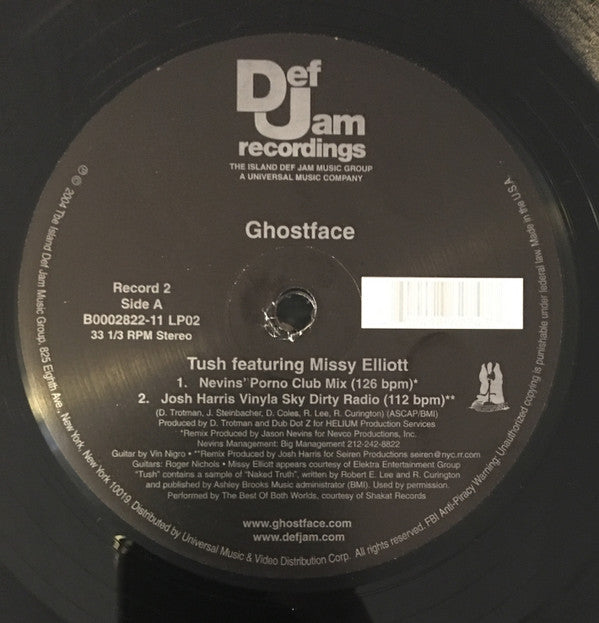 Def
Jam
recordings
THE ISLAND DEF JAM MUSIC GROUP
A UNIVERSAL MUSIC COMPANY
Ghostface
Record 2
Side A
B0002822-11 LP02
33 1/3 RPM Stereo
Tush featuring Missy Elliott
1. Nevins' Porno Club Mix (126 bpm)*
2. Josh Harris Vinyla Sky Dirty Radio (112 bpm)**
(D. Trotman, J. Steinbacher, D. Coles, R. Lee, R. Curington) (ASCAP/BMI)
Produced by D. Trotman and Dub Dot Z for HELIUM Production Services
*Remix Produced by Jason Nevins for Nevco Productions, Inc.
Nevins Management: Big Management 212-242-8822
Guitar by Vin Nigro • **Remix Produced by Josh Harris for Seiren Productions seiren@nyc.rr.com
Guitars: Roger Nichols • Missy Elliott appears courtesy of Elektra Entertainment Group
"Tush" contains a sample of "Naked Truth", written by Robert E. Lee and R. Curington
and published by Ashley Brooks Music administrator (BMI). Used by permission.
Performed by The Best Of Both Worlds, courtesy of Shakat Records
www.ghostface.com
www.defjam.com
℗ © 2004 The Island Def Jam Music Group, 825 Eighth Ave., New York, New York 10019 Distributed by Universal Music & Video Distribution Corp. All rights reserved. FBI Anti-Piracy Warning: Unauthorized copying is punishable under federal law. Made in the U.S.A